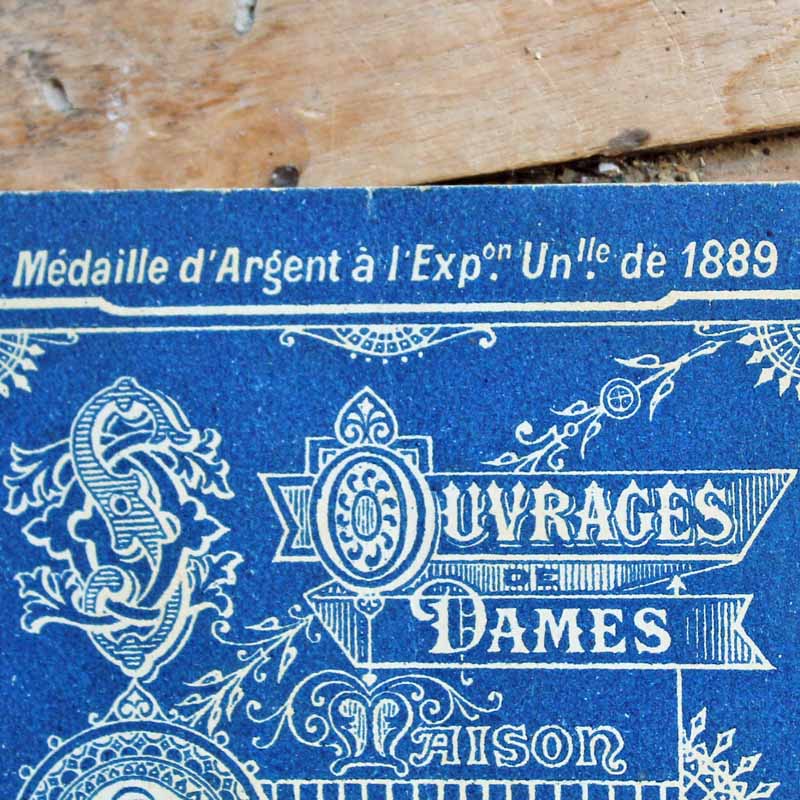 Médaille d'Argent à l'Expᵒⁿ. Unˡˡᵉ. de 1889
OUVRAGES
DE
DAMES
MAISON